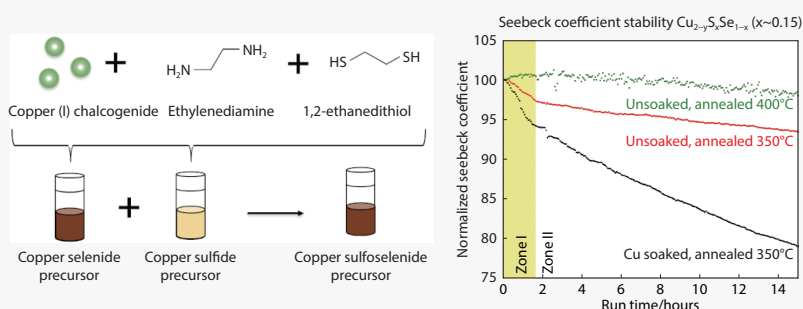 H₂N
NH₂
HS
SH
+
+
Copper (I) chalcogenide
Ethylenediamine
1,2-ethanedithiol
+
Copper selenide
precursor
Copper sulfide
precursor
Copper sulfoselenide
precursor
Seebeck coefficient stability Cu₂₋ᵧSₓSe₁₋ₓ (x~0.15)
Normalized seebeck coefficient
105
100
95
90
85
80
75
Unsoaked, annealed 400°C
Unsoaked, annealed 350°C
Cu soaked, annealed 350°C
Zone I
Zone II
0
2
4
6
8
10
12
14
Run time/hours